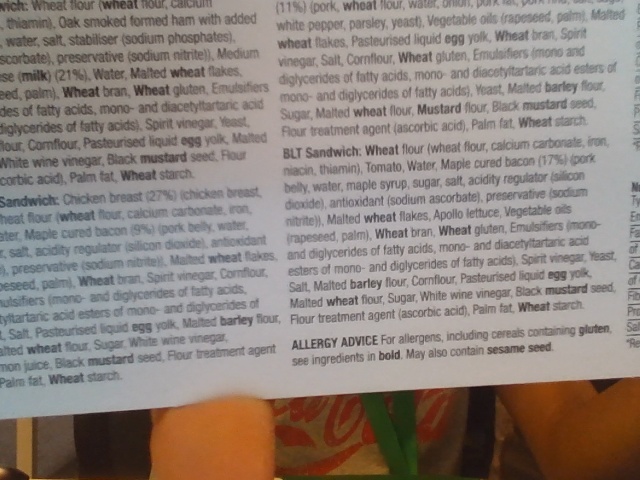 wich: Wheat flour (wheat flour, calcium
, thiamin), Oak smoked formed ham with added
, water, salt, stabiliser (sodium phosphates),
scorbate), preservative (sodium nitrite)), Medium
se (milk) (21%), Water, Malted wheat flakes,
eed, palm), Wheat bran, Wheat gluten, Emulsifiers
des of fatty acids, mono- and diacetyltartaric acid
diglycerides of fatty acids), Spirit vinegar, Yeast,
flour, Cornflour, Pasteurised liquid egg yolk, Malted
White wine vinegar, Black mustard seed, Flour
corbic acid), Palm fat, Wheat starch.
Sandwich: Chicken breast (27%) (chicken breast,
heat flour (wheat flour, calcium carbonate, iron,
ater, Maple cured bacon (9%) (pork belly, water,
r, salt, acidity regulator (silicon dioxide), antioxidant
), preservative (sodium nitrite)), Malted wheat flakes,
peseed, palm), Wheat bran, Spirit vinegar, Cornflour,
ulsifiers (mono- and diglycerides of fatty acids,
tyltartaric acid esters of mono- and diglycerides of
t, Salt, Pasteurised liquid egg yolk, Malted barley flour,
alted wheat flour, Sugar, White wine vinegar,
mon juice, Black mustard seed, Flour treatment agent
Palm fat, Wheat starch.
(11%) (pork, wheat flour, water, onion, pork fat,
white pepper, parsley, yeast), Vegetable oils (rapeseed, palm), Malted
wheat flakes, Pasteurised liquid egg yolk, Wheat bran, Spirit
vinegar, Salt, Cornflour, Wheat gluten, Emulsifiers (mono and
diglycerides of fatty acids, mono- and diacetyltartaric acid esters of
mono- and diglycerides of fatty acids), Yeast, Malted barley flour,
Sugar, Malted wheat flour, Mustard flour, Black mustard seed,
Flour treatment agent (ascorbic acid), Palm fat, Wheat starch.
BLT Sandwich: Wheat flour (wheat flour, calcium carbonate, iron,
niacin, thiamin), Tomato, Water, Maple cured bacon (17%) (pork
belly, water, maple syrup, sugar, salt, acidity regulator (silicon
dioxide), antioxidant (sodium ascorbate), preservative (sodium
nitrite)), Malted wheat flakes, Apollo lettuce, Vegetable oils
(rapeseed, palm), Wheat bran, Wheat gluten, Emulsifiers (mono-
and diglycerides of fatty acids, mono- and diacetyltartaric acid
esters of mono- and diglycerides of fatty acids), Spirit vinegar, Yeast,
Salt, Malted barley flour, Cornflour, Pasteurised liquid egg yolk,
Malted wheat flour, Sugar, White wine vinegar, Black mustard seed,
Flour treatment agent (ascorbic acid), Palm fat, Wheat starch.
ALLERGY ADVICE For allergens, including cereals containing gluten,
see ingredients in bold. May also contain sesame seed.